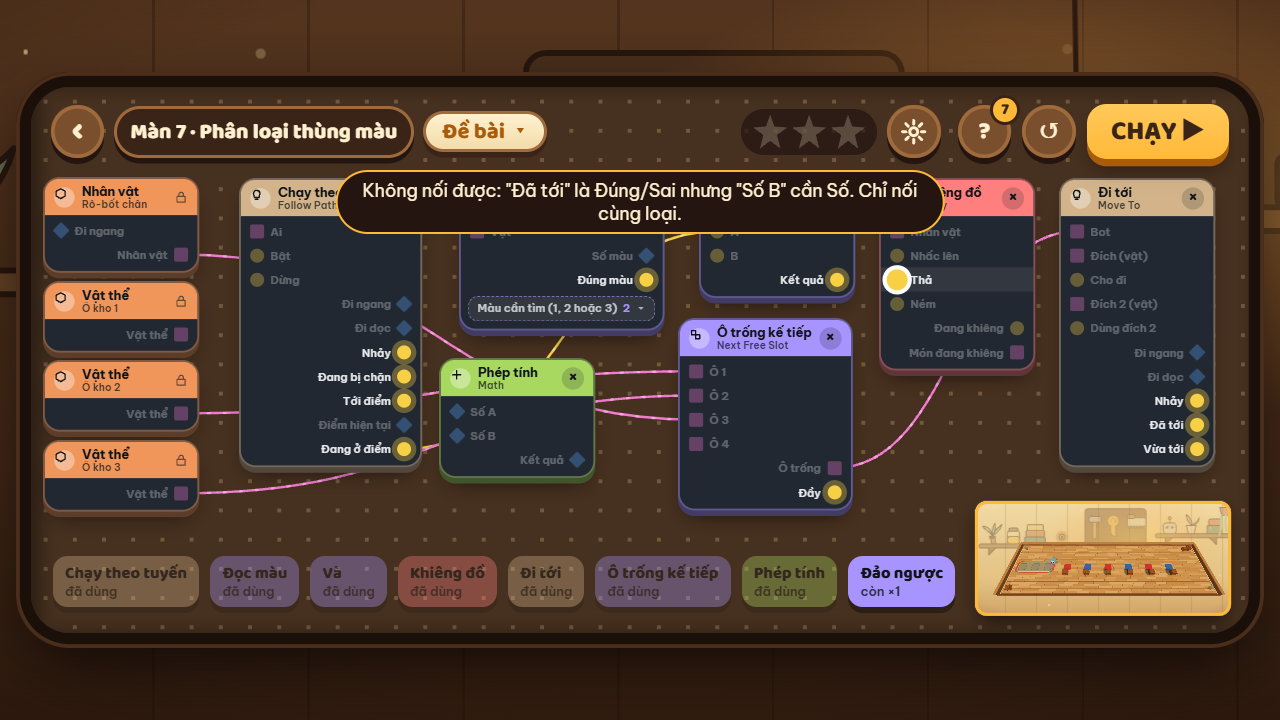 Màn 7 · Phân loại thùng màu
Đề bài
7
?
CHẠY
Không nối được: "Đã tới" là Đúng/Sai nhưng "Số B" cần Số. Chỉ nối
cùng loại.
Nhân vật
Rô-bốt chân
Đi ngang
Nhân vật
Vật thể
Ô kho 1
Vật thể
Vật thể
Ô kho 2
Vật thể
Vật thể
Ô kho 3
Vật thể
Chạy theo
Follow Path
Ai
Bật
Dừng
Đi ngang
Đi dọc
Nhảy
Đang bị chặn
Tới điểm
Điểm hiện tại
Đang ở điểm
Số màu
Đúng màu
Màu cần tìm (1, 2 hoặc 3) 2
Phép tính
Math
Số A
Số B
Kết quả
B
Kết quả
Ô trống kế tiếp
Next Free Slot
Ô 1
Ô 2
Ô 3
Ô 4
Ô trống
Đầy
êng đồ
Nhân vật
Nhấc lên
Thả
Ném
Đang khiêng
Món đang khiêng
Đi tới
Move To
Bot
Đích (vật)
Cho đi
Đích 2 (vật)
Dùng đích 2
Đi ngang
Đi dọc
Nhảy
Đã tới
Vừa tới
Chạy theo tuyến
đã dùng
Đọc màu
đã dùng
Và
đã dùng
Khiêng đồ
đã dùng
Đi tới
đã dùng
Ô trống kế tiếp
đã dùng
Phép tính
đã dùng
Đảo ngược
còn ×1